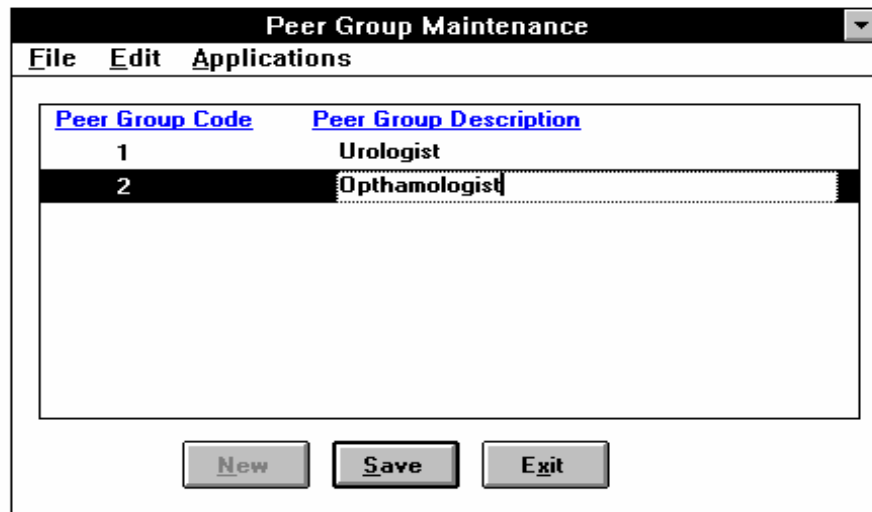 Peer Group Maintenance
File Edit Applications
Peer Group Code Peer Group Description
1 Urologist
2 Opthamologist
New Save Exit